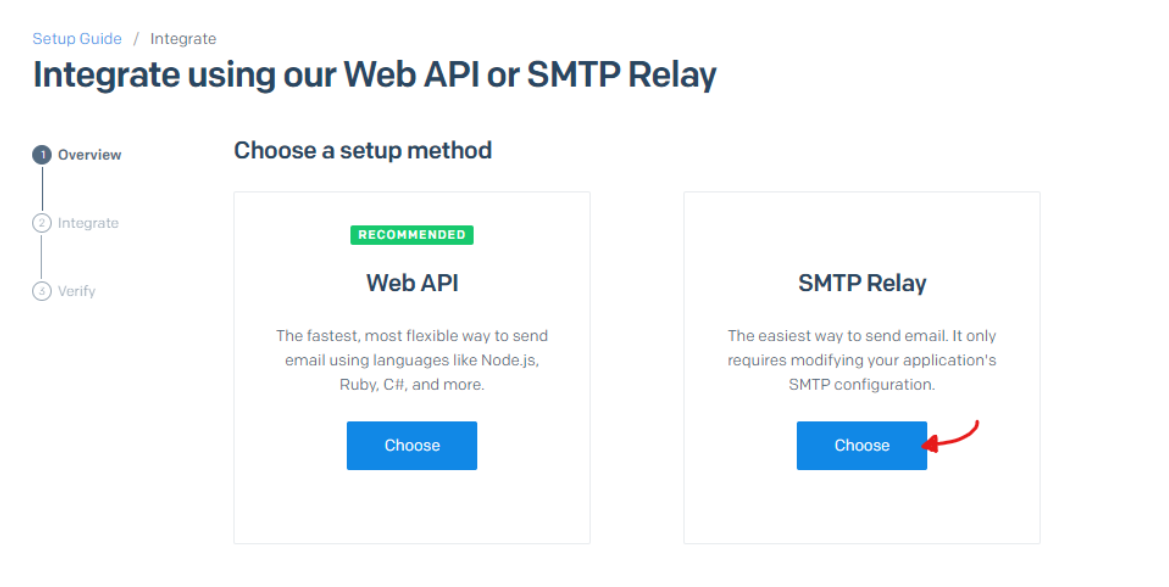 Setup Guide / Integrate
Integrate using our Web API or SMTP Relay
1 Overview
2 Integrate
3 Verify
Choose a setup method
RECOMMENDED
Web API
The fastest, most flexible way to send
email using languages like Node.js,
Ruby, C#, and more.
Choose
SMTP Relay
The easiest way to send email. It only
requires modifying your application's
SMTP configuration.
Choose